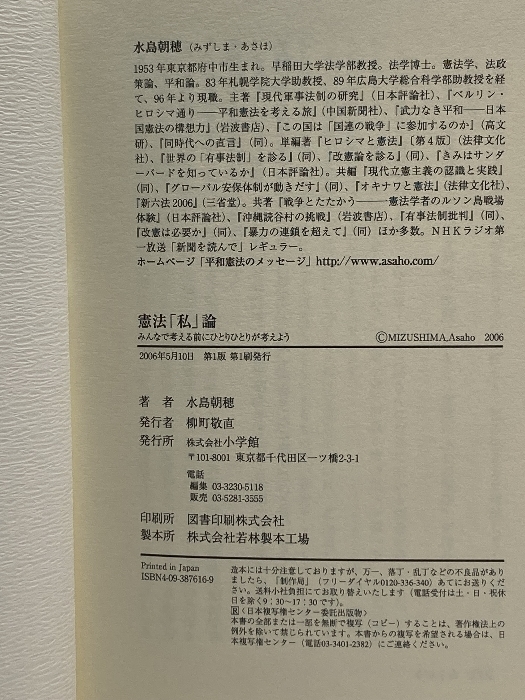 水島朝穂（みずしま・あさほ）
1953年東京都府中市生まれ。早稲田大学法学部教授。法学博士。憲法学、法政
策論、平和論。83年札幌学院大学助教授、89年広島大学総合科学部助教授を経
て、96年より現職。主著『現代軍事法制の研究』（日本評論社）、『ベルリン・
ヒロシマ通り――平和憲法を考える旅』（中国新聞社）、『武力なき平和――日本
国憲法の構想力』（岩波書店）、『この国は「国連の戦争」に参加するのか』（高文
研）、『同時代への直言』（同）。単編著『ヒロシマと憲法』［第4版］（法律文化
社）、『世界の「有事法制」を診る』（同）、『改憲論を診る』（同）、『きみはサンダ
ーバードを知っているか』（日本評論社）。共編『現代立憲主義の認識と実践』
（同）、『グローバル安保体制が動きだす』（同）、『オキナワと憲法』（法律文化社）、
『新六法2006』（三省堂）。共著『戦争とたたかう――憲法学者のルソン島戦場
体験』（日本評論社）、『沖縄読谷村の挑戦』（岩波書店）、『有事法制批判』（同）、
『改憲は必要か』（同）、『暴力の連鎖を超えて』（同）ほか多数。NHKラジオ第
一放送「新聞を読んで」レギュラー。
ホームページ「平和憲法のメッセージ」http://www.asaho.com/
憲法「私」論
みんなで考える前にひとりひとりが考えよう
©MIZUSHIMA,Asaho 2006
2006年5月10日 第1版 第1刷発行
著 者 水島朝穂
発行者 柳町敬直
発行所 株式会社小学館
〒101-8001 東京都千代田区一ツ橋2-3-1
電話
編集 03-3230-5118
販売 03-5281-3555
印刷所 図書印刷株式会社
製本所 株式会社若林製本工場
Printed in Japan
ISBN4-09-387616-9
造本には十分注意しておりますが、万一、落丁・乱丁などの不良品があり
ましたら、「制作局」（フリーダイヤル0120-336-340）あてにお送りくだ
さい。送料小社負担にてお取り替えいたします（電話受付は土・日・祝休
日を除く9：30～17：30です）。
R〈日本複写権センター委託出版物〉
本書の全部または一部を無断で複写（コピー）することは、著作権法上の
例外を除いて禁じられています。本書からの複写を希望される場合は、日
本複写権センター（電話03-3401-2382）にご連絡ください。